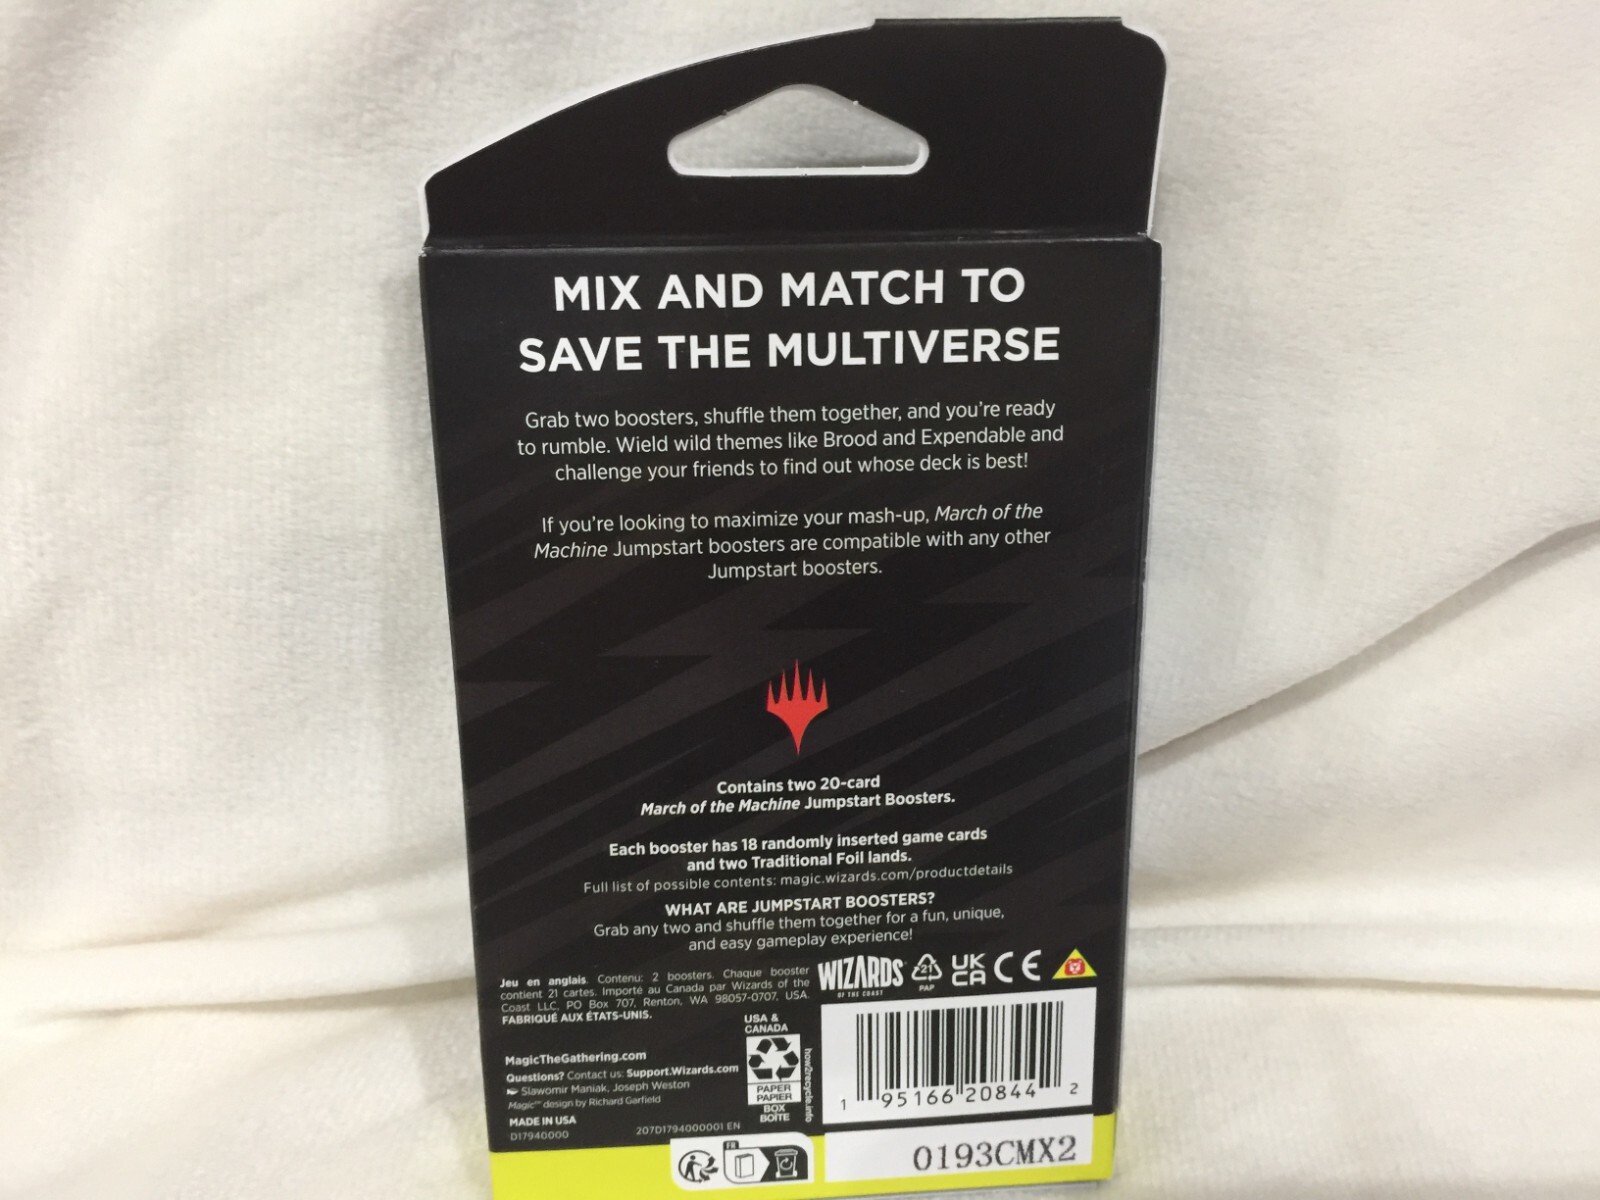 MIX AND MATCH TO
SAVE THE MULTIVERSE
Grab two boosters, shuffle them together, and you're ready
to rumble. Wield wild themes like Brood and Expendable and
challenge your friends to find out whose deck is best!
If you're looking to maximize your mash-up, March of the
Machine Jumpstart boosters are compatible with any other
Jumpstart boosters.
Contains two 20-card
March of the Machine Jumpstart Boosters.
Each booster has 18 randomly inserted game cards
and two Traditional Foil lands.
Full list of possible contents: magic.wizards.com/productdetails
WHAT ARE JUMPSTART BOOSTERS?
Grab any two and shuffle them together for a fun, unique,
and easy gameplay experience!
Jeu en anglais. Contenu: 2 boosters. Chaque booster
contient 21 cartes. Importé au Canada par Wizards of the
Coast LLC, PO Box 707, Renton, WA 98057-0707, USA.
FABRIQUÉ AUX ÉTATS-UNIS.
WIZARDS
OF THE COAST
21
PAP
UK
CA
CE
USA &
CANADA
how2recycle.info
PAPER
PAPIER
BOX
BOÎTE
MagicTheGathering.com
Questions? Contact us: Support.Wizards.com
Slawomir Maniak, Joseph Weston
Magic™ design by Richard Garfield
MADE IN USA
D17940000
207D1794000001 EN
1 95166 20844 2
FR
0193CMX2